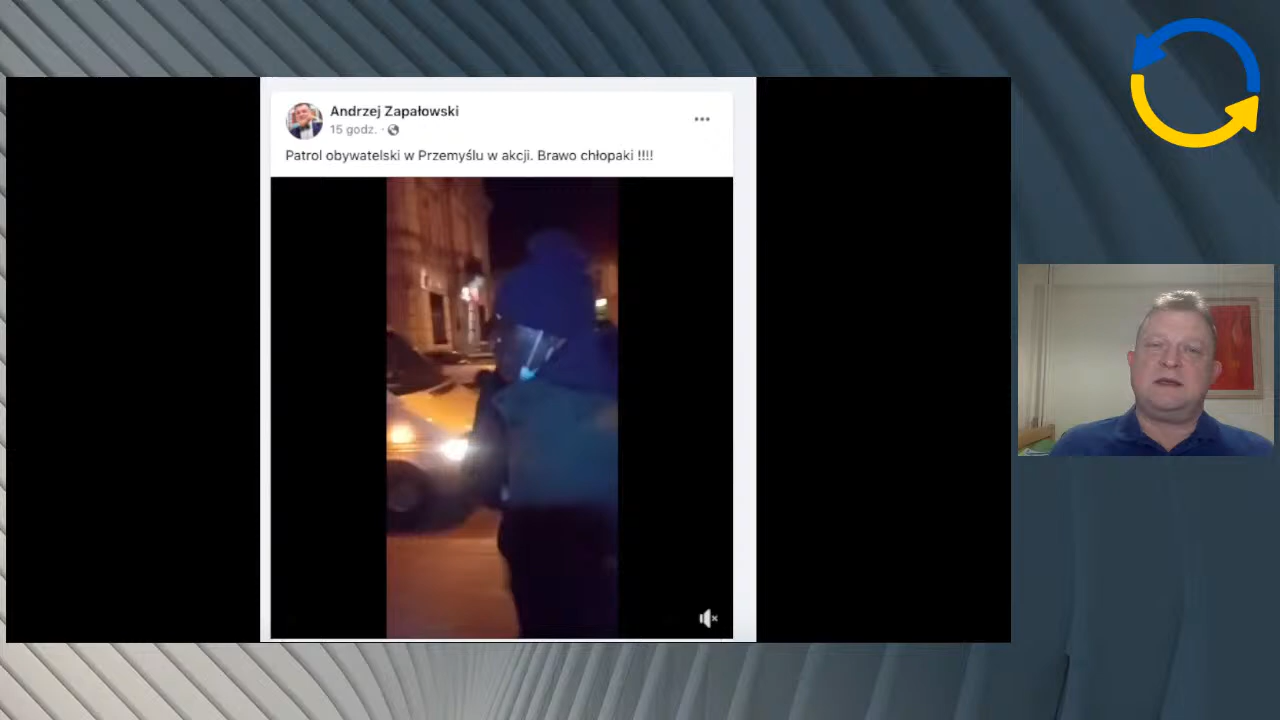 Andrzej Zapałowski
15 godz. ·
Patrol obywatelski w Przemyślu w akcji. Brawo chłopaki !!!!